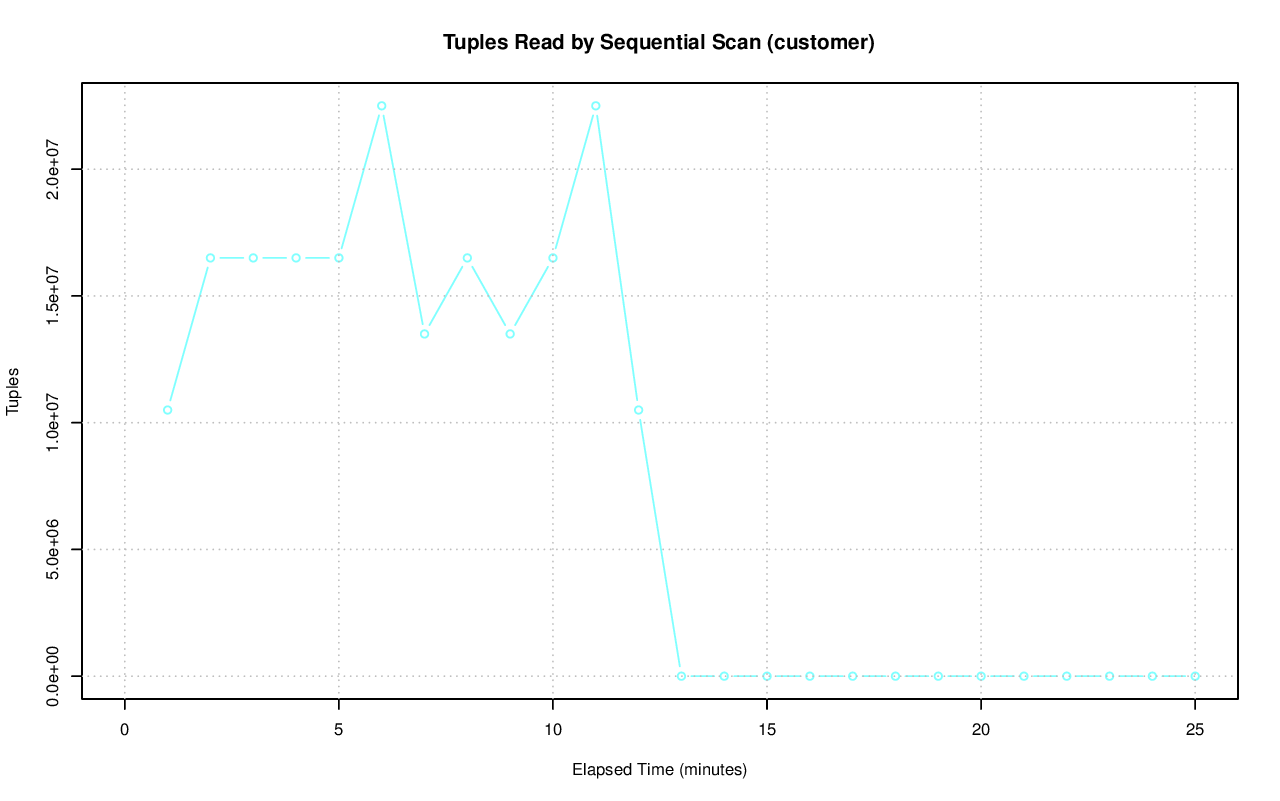 Tuples Read by Sequential Scan (customer)
Tuples
2.0e+07
1.5e+07
1.0e+07
5.0e+06
0.0e+00
0 5 10 15 20 25
Elapsed Time (minutes)